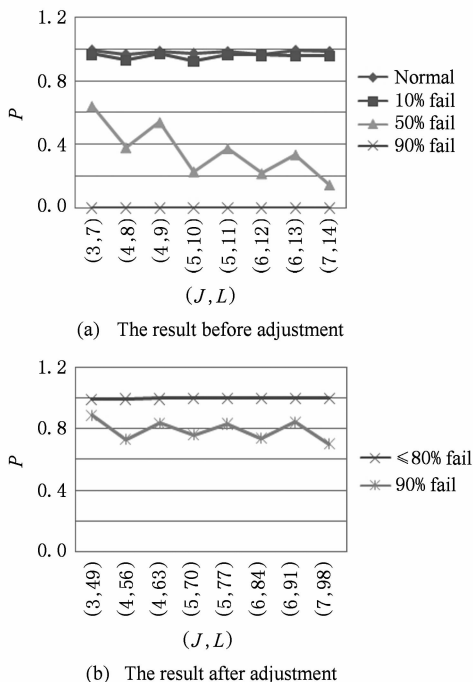 1.2
0.8
0.4
0.0
P
Normal
10% fail
50% fail
90% fail
(3,7)
(4,8)
(4,9)
(5,10)
(5,11)
(6,12)
(6,13)
(7,14)
(J,L)
(a) The result before adjustment
1.2
0.8
0.4
0.0
P
≤80% fail
90% fail
(3,49)
(4,56)
(4,63)
(5,70)
(5,77)
(6,84)
(6,91)
(7,98)
(J,L)
(b) The result after adjustment